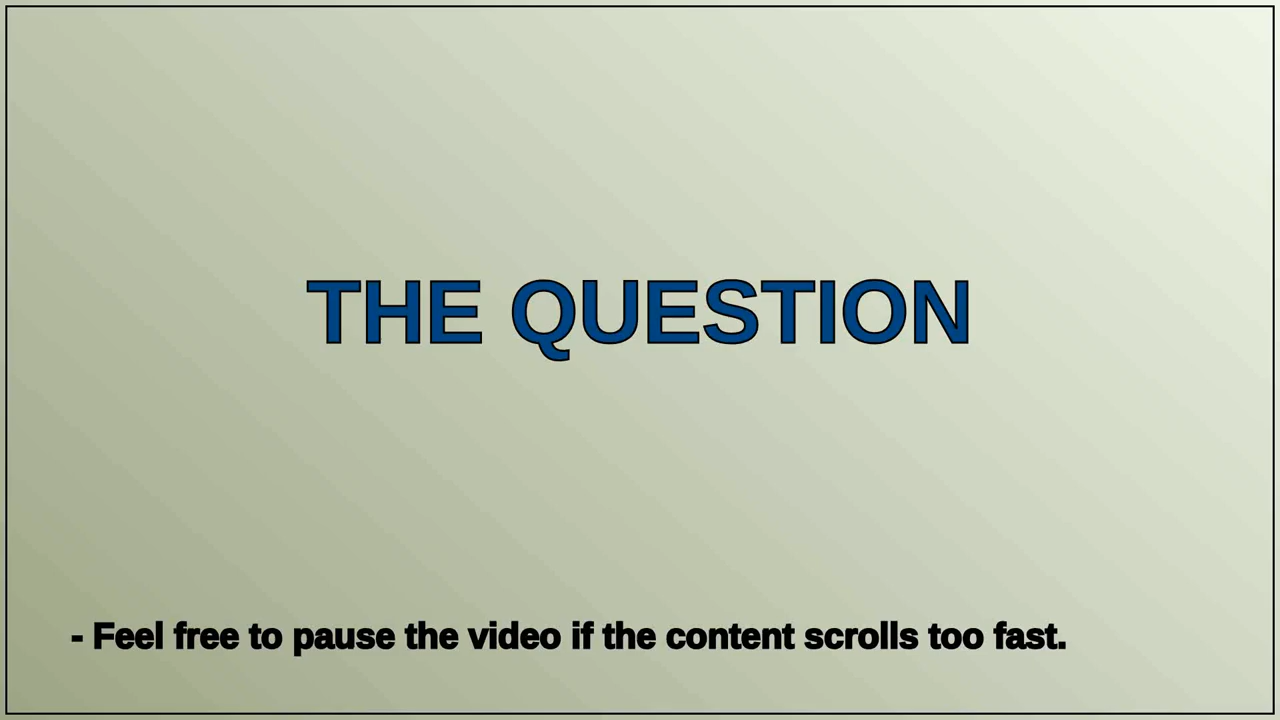 THE QUESTION
- Feel free to pause the video if the content scrolls too fast.